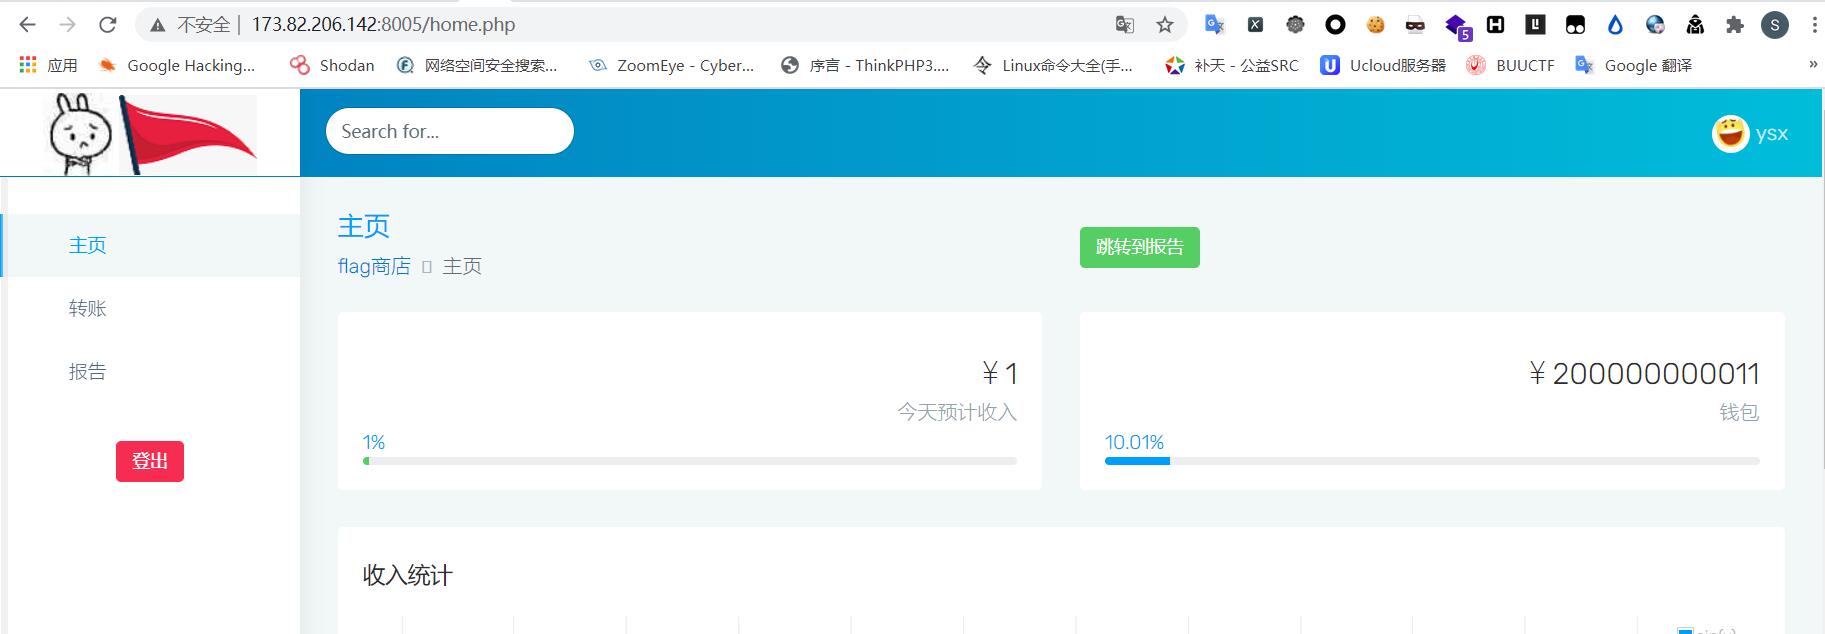 不安全 | 173.82.206.142:8005/home.php
S
5
应用 Google Hacking... Shodan 网络空间安全搜索... ZoomEye - Cyber... 序言 - ThinkPHP3.... Linux命令大全(手... 补天 - 公益SRC Ucloud服务器 BUUCTF Google 翻译 »
Search for...
ysx
主页
转账
报告
登出
主页
flag商店 主页
跳转到报告
￥1
今天预计收入
1%
￥200000000011
钱包
10.01%
收入统计